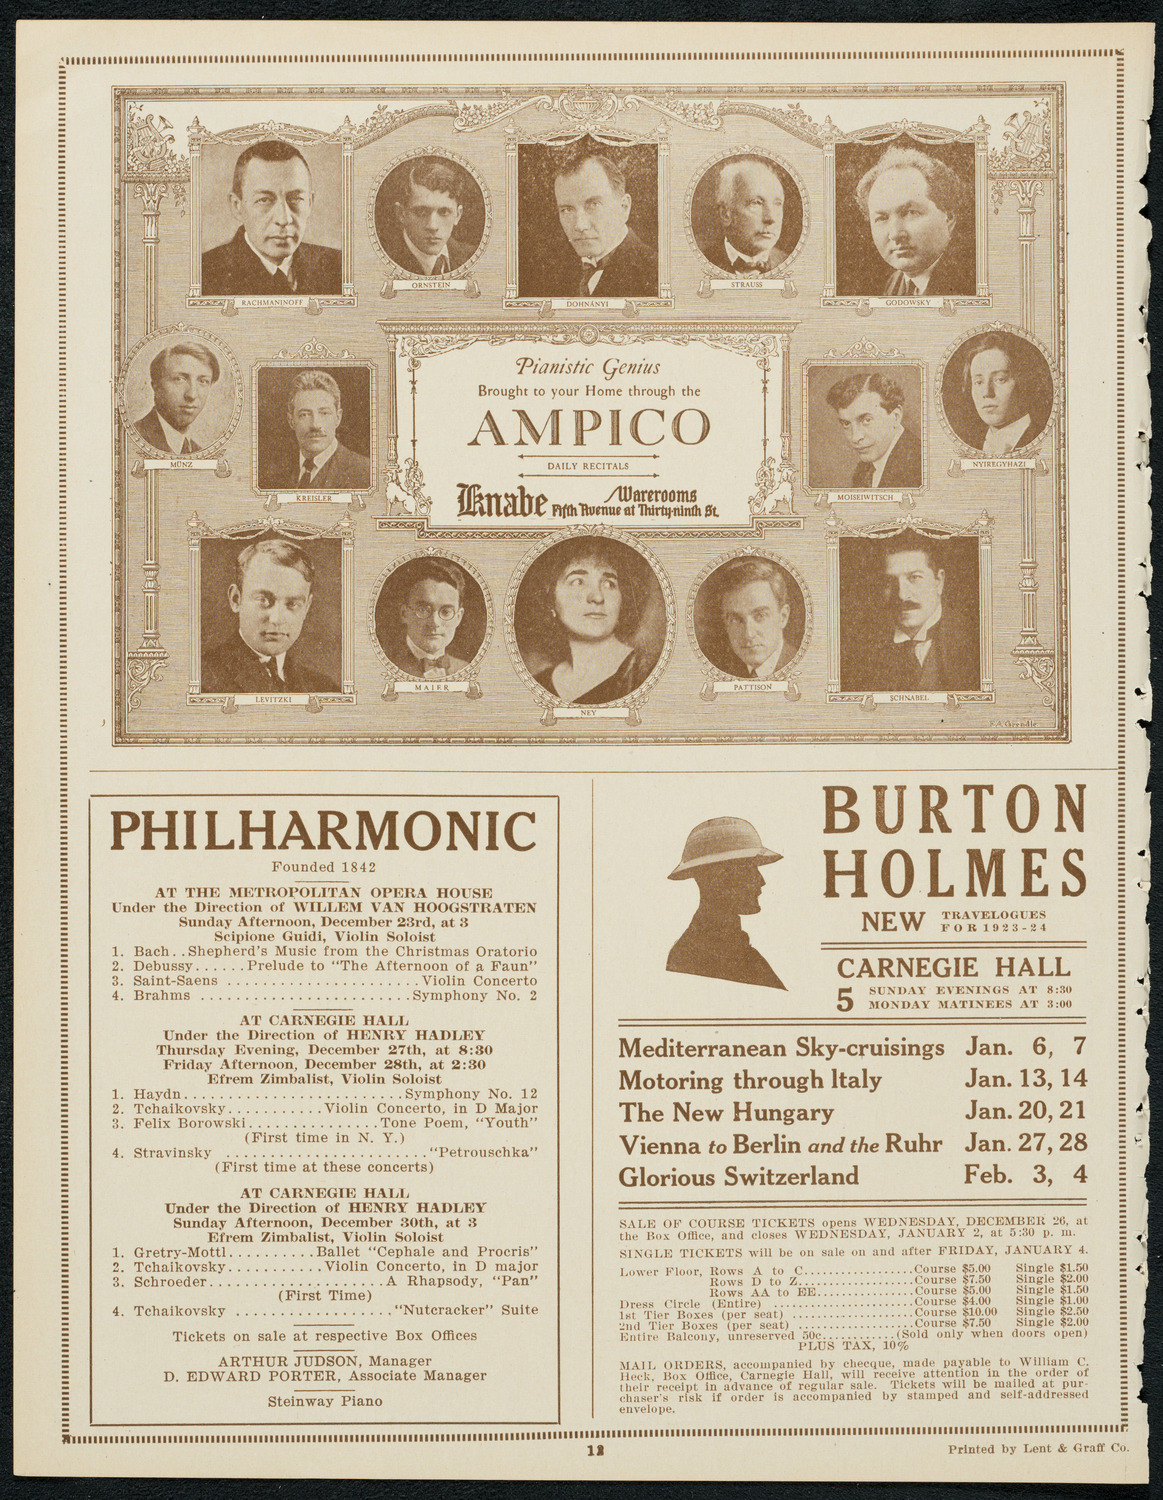 RACHMANINOFF
ORNSTEIN
DOHNÁNYI
STRAUSS
GODOWSKY
MÜNZ
KREISLER
Pianistic Genius
Brought to your Home through the
AMPICO
DAILY RECITALS
Knabe Warerooms
Fifth Avenue at Thirty-ninth St.
MOISEIWITSCH
NYIREGYHAZI
LEVITZKI
MAIER
NEY
PATTISON
SCHNABEL
PHILHARMONIC
Founded 1842
AT THE METROPOLITAN OPERA HOUSE
Under the Direction of WILLEM VAN HOOGSTRATEN
Sunday Afternoon, December 23rd, at 3
Scipione Guidi, Violin Soloist
1. Bach..Shepherd's Music from the Christmas Oratorio
2. Debussy......Prelude to "The Afternoon of a Faun"
3. Saint-Saens ......................Violin Concerto
4. Brahms ........................Symphony No. 2
AT CARNEGIE HALL
Under the Direction of HENRY HADLEY
Thursday Evening, December 27th, at 8:30
Friday Afternoon, December 28th, at 2:30
Efrem Zimbalist, Violin Soloist
1. Haydn.........................Symphony No. 12
2. Tchaikovsky...........Violin Concerto, in D Major
3. Felix Borowski...............Tone Poem, "Youth"
(First time in N. Y.)
4. Stravinsky ......................."Petrouschka"
(First time at these concerts)
AT CARNEGIE HALL
Under the Direction of HENRY HADLEY
Sunday Afternoon, December 30th, at 3
Efrem Zimbalist, Violin Soloist
1. Gretry-Mottl..........Ballet "Cephale and Procris"
2. Tchaikovsky...........Violin Concerto, in D major
3. Schroeder....................A Rhapsody, "Pan"
(First Time)
4. Tchaikovsky .................."Nutcracker" Suite
Tickets on sale at respective Box Offices
ARTHUR JUDSON, Manager
D. EDWARD PORTER, Associate Manager
Steinway Piano
BURTON
HOLMES
NEW TRAVELOGUES
FOR 1923-24
CARNEGIE HALL
5 SUNDAY EVENINGS AT 8:30
MONDAY MATINEES AT 3:00
Mediterranean Sky-cruisings Jan. 6, 7
Motoring through Italy Jan. 13, 14
The New Hungary Jan. 20, 21
Vienna to Berlin and the Ruhr Jan. 27, 28
Glorious Switzerland Feb. 3, 4
SALE OF COURSE TICKETS opens WEDNESDAY, DECEMBER 26, at
the Box Office, and closes WEDNESDAY, JANUARY 2, at 5:30 p. m.
SINGLE TICKETS will be on sale on and after FRIDAY, JANUARY 4.
Lower Floor, Rows A to C.................Course $5.00 Single $1.50
Rows D to Z.................Course $7.50 Single $2.00
Rows AA to EE...............Course $5.00 Single $1.50
Dress Circle (Entire) ......................Course $4.00 Single $1.00
1st Tier Boxes (per seat) ...................Course $10.00 Single $2.50
2nd Tier Boxes (per seat) ..................Course $7.50 Single $2.00
Entire Balcony, unreserved 50c...........(Sold only when doors open)
PLUS TAX, 10%
MAIL ORDERS, accompanied by checque, made payable to William C.
Heck, Box Office, Carnegie Hall, will receive attention in the order of
their receipt in advance of regular sale. Tickets will be mailed at pur-
chaser's risk if order is accompanied by stamped and self-addressed
envelope.
Printed by Lent & Graff Co.